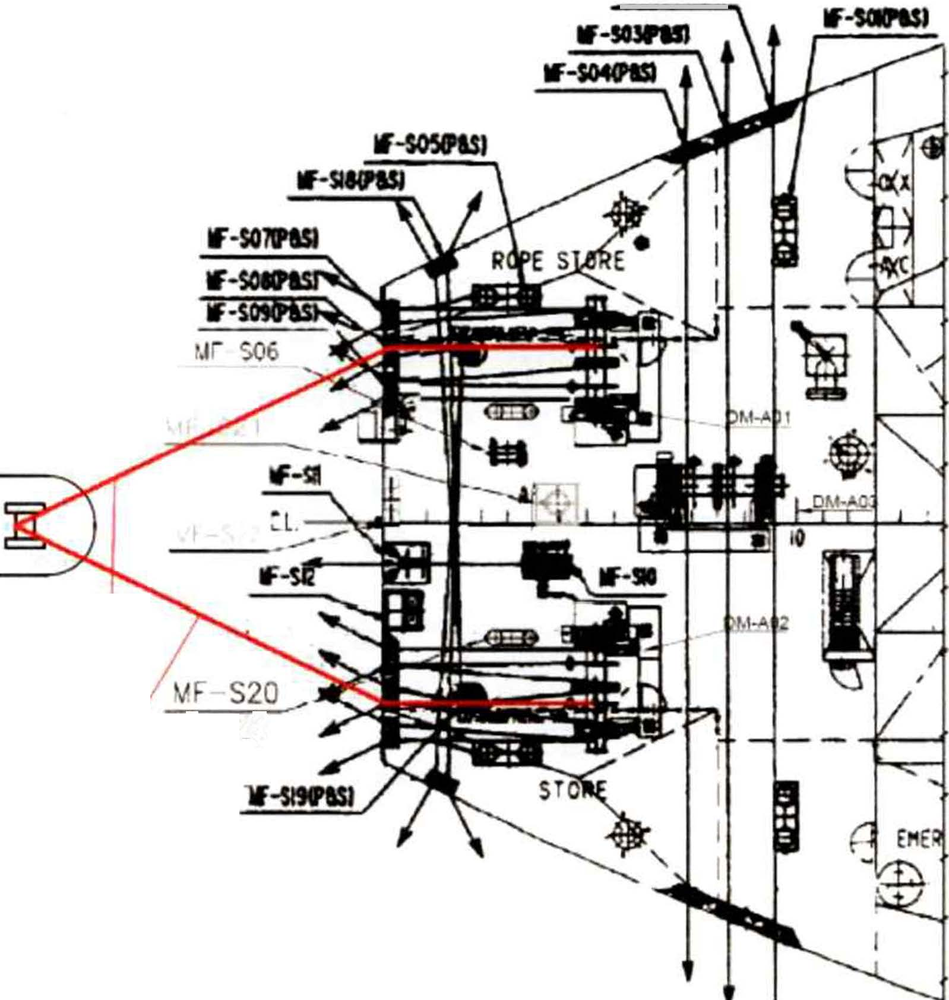 MF-S01(P&S)
MF-S03(P&S)
MF-S04(P&S)
MF-S05(P&S)
MF-S18(P&S)
MF-S07(P&S)
ROPE STORE
MF-S08(P&S)
MF-S09(P&S)
MF-S06
DM-A01
MF-S11
DM-A03
CL.
10
MF-S12
MF-S10
DM-A02
MF-S20
STORE
MF-S19(P&S)
EMER